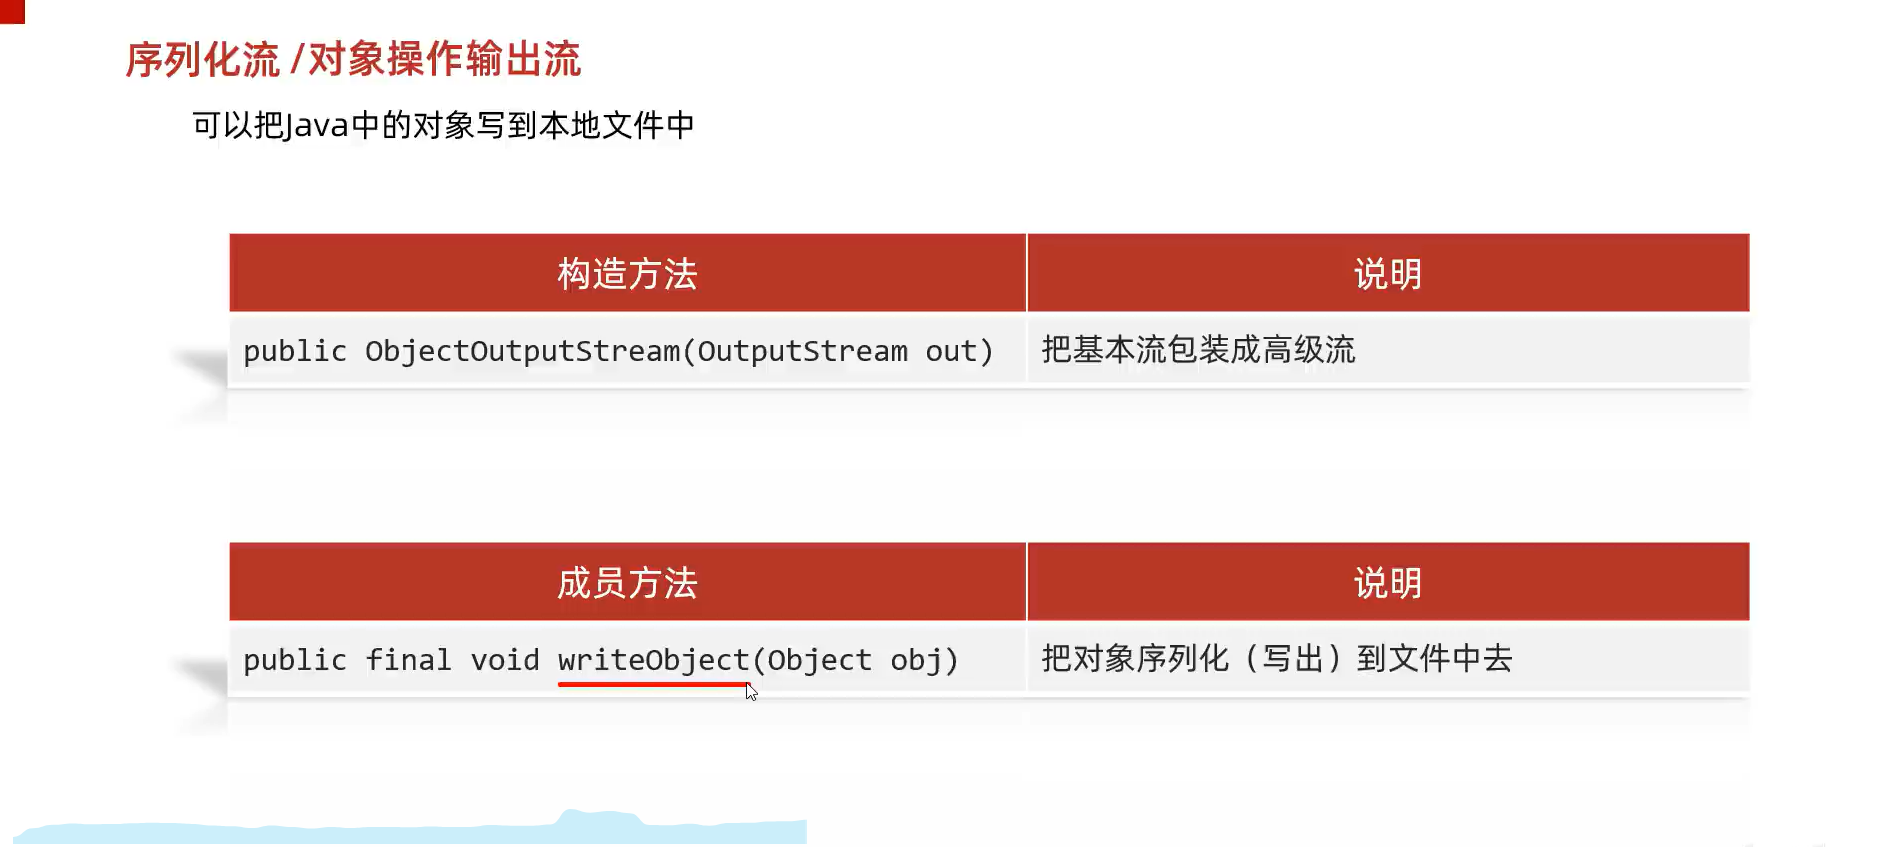 序列化流 /对象操作输出流
可以把Java中的对象写到本地文件中
构造方法 说明
public ObjectOutputStream(OutputStream out) 把基本流包装成高级流
成员方法 说明
public final void writeObject(Object obj) 把对象序列化（写出）到文件中去